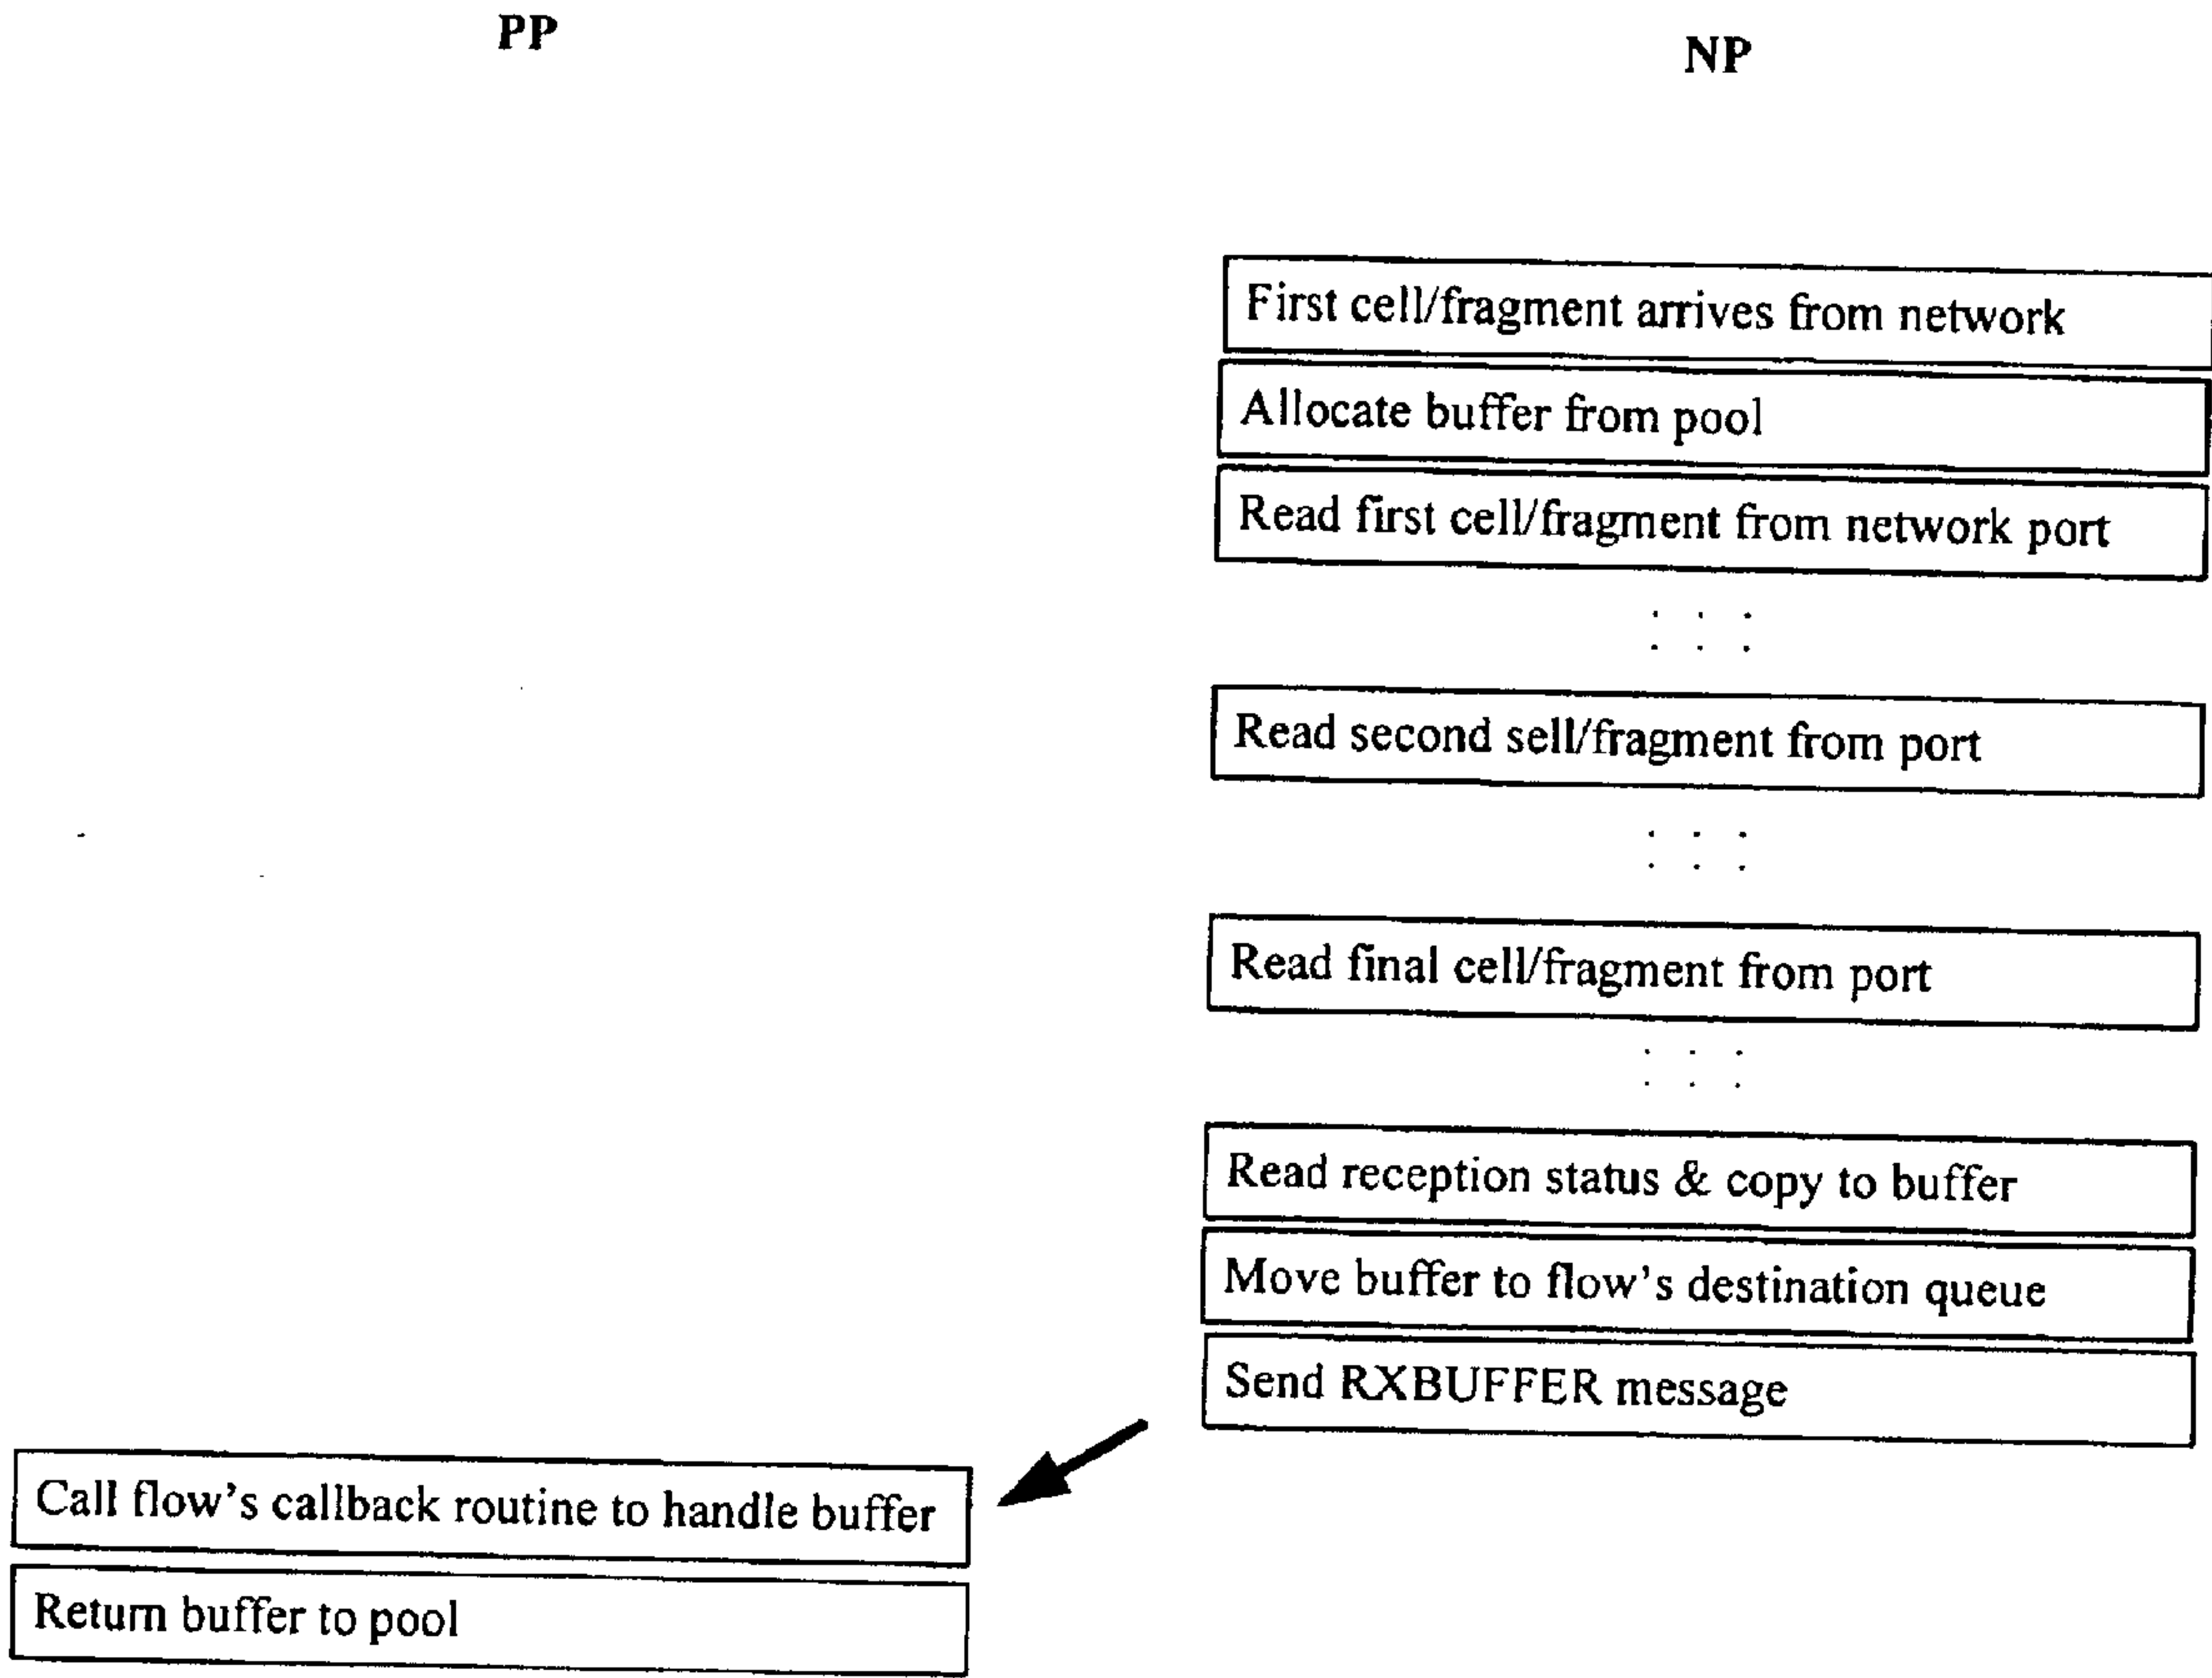 PP
NP
First cell/fragment arrives from network
Allocate buffer from pool
Read first cell/fragment from network port
. . .
. . .
Read second sell/fragment from port
. . .
. . .
Read final cell/fragment from port
. . .
. . .
Read reception status & copy to buffer
Move buffer to flow's destination queue
Send RXBUFFER message
Call flow's callback routine to handle buffer
Return buffer to pool